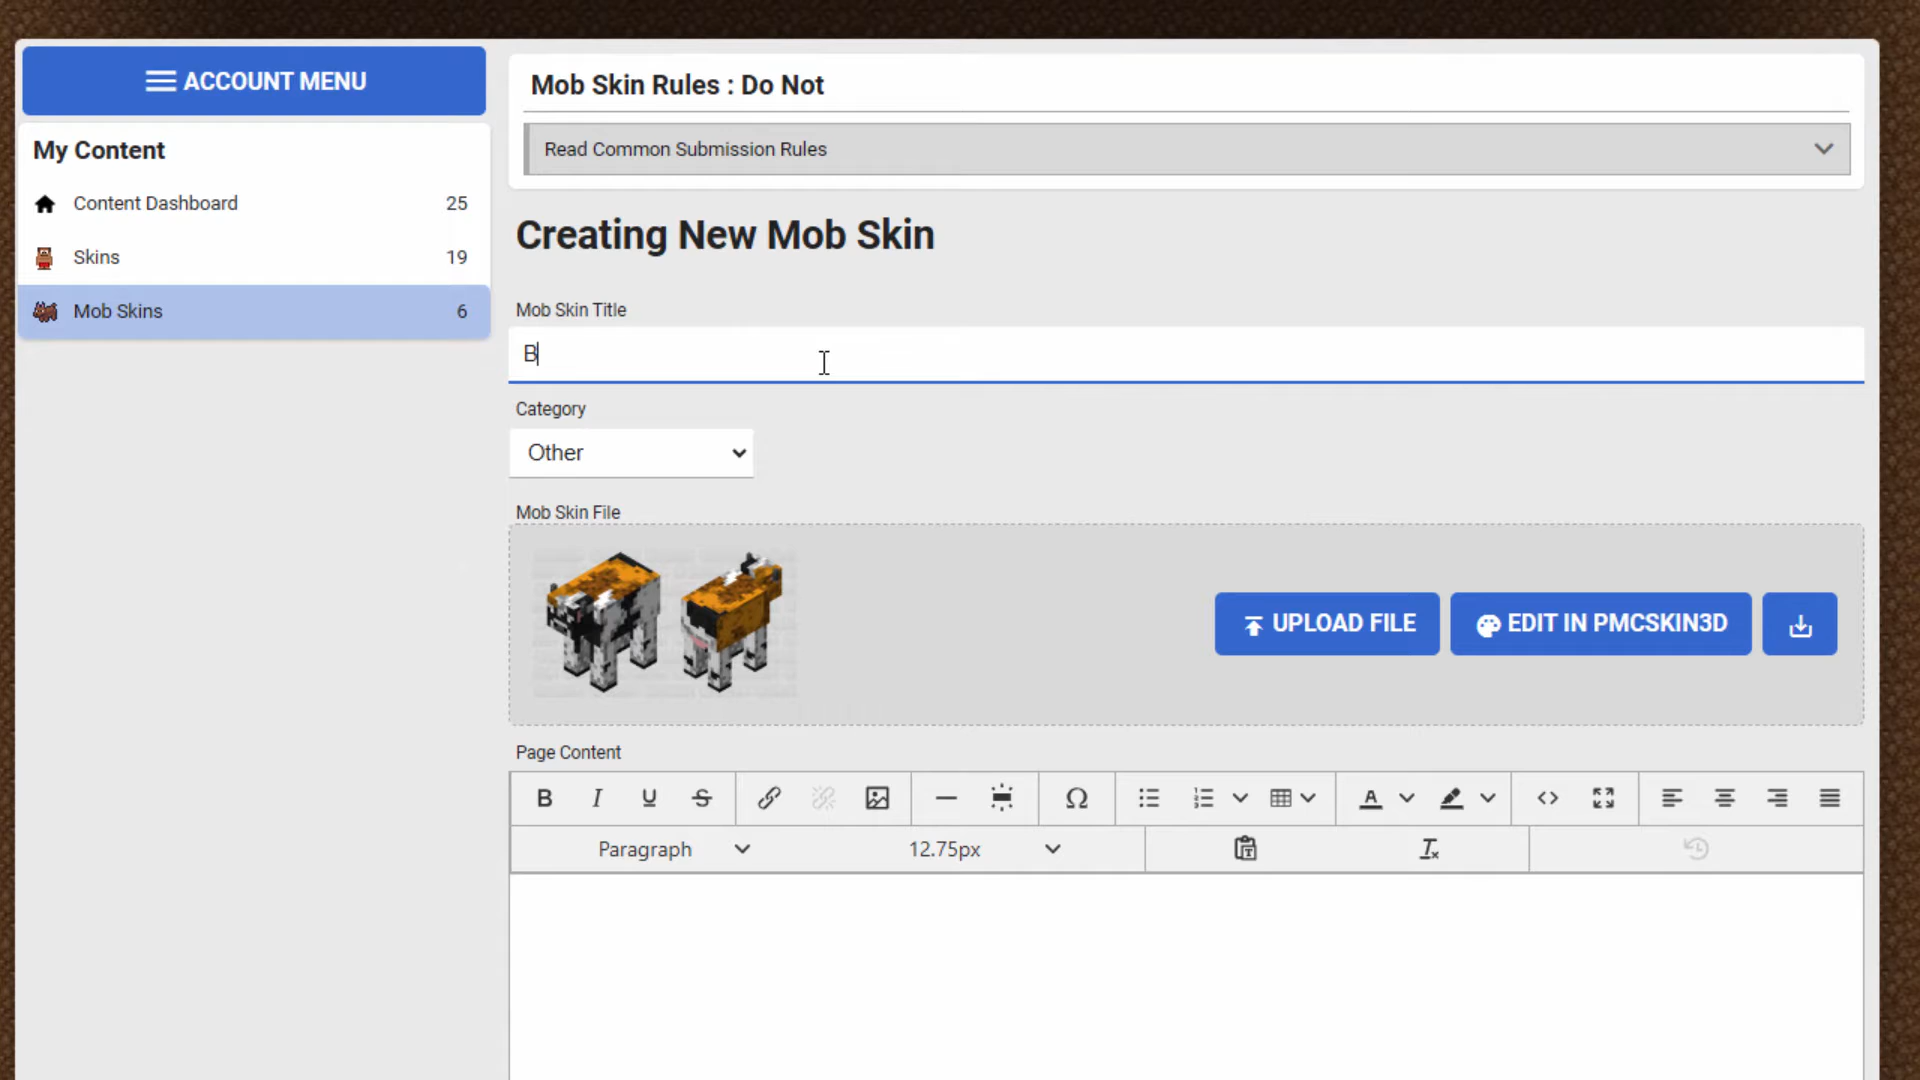 ACCOUNT MENU
My Content
Content Dashboard 25
Skins 19
Mob Skins 6
Mob Skin Rules : Do Not
Read Common Submission Rules
Creating New Mob Skin
Mob Skin Title
B
Category
Other
Mob Skin File
UPLOAD FILE
EDIT IN PMCSKIN3D
Page Content
B I U S Ω A
Paragraph 12.75px